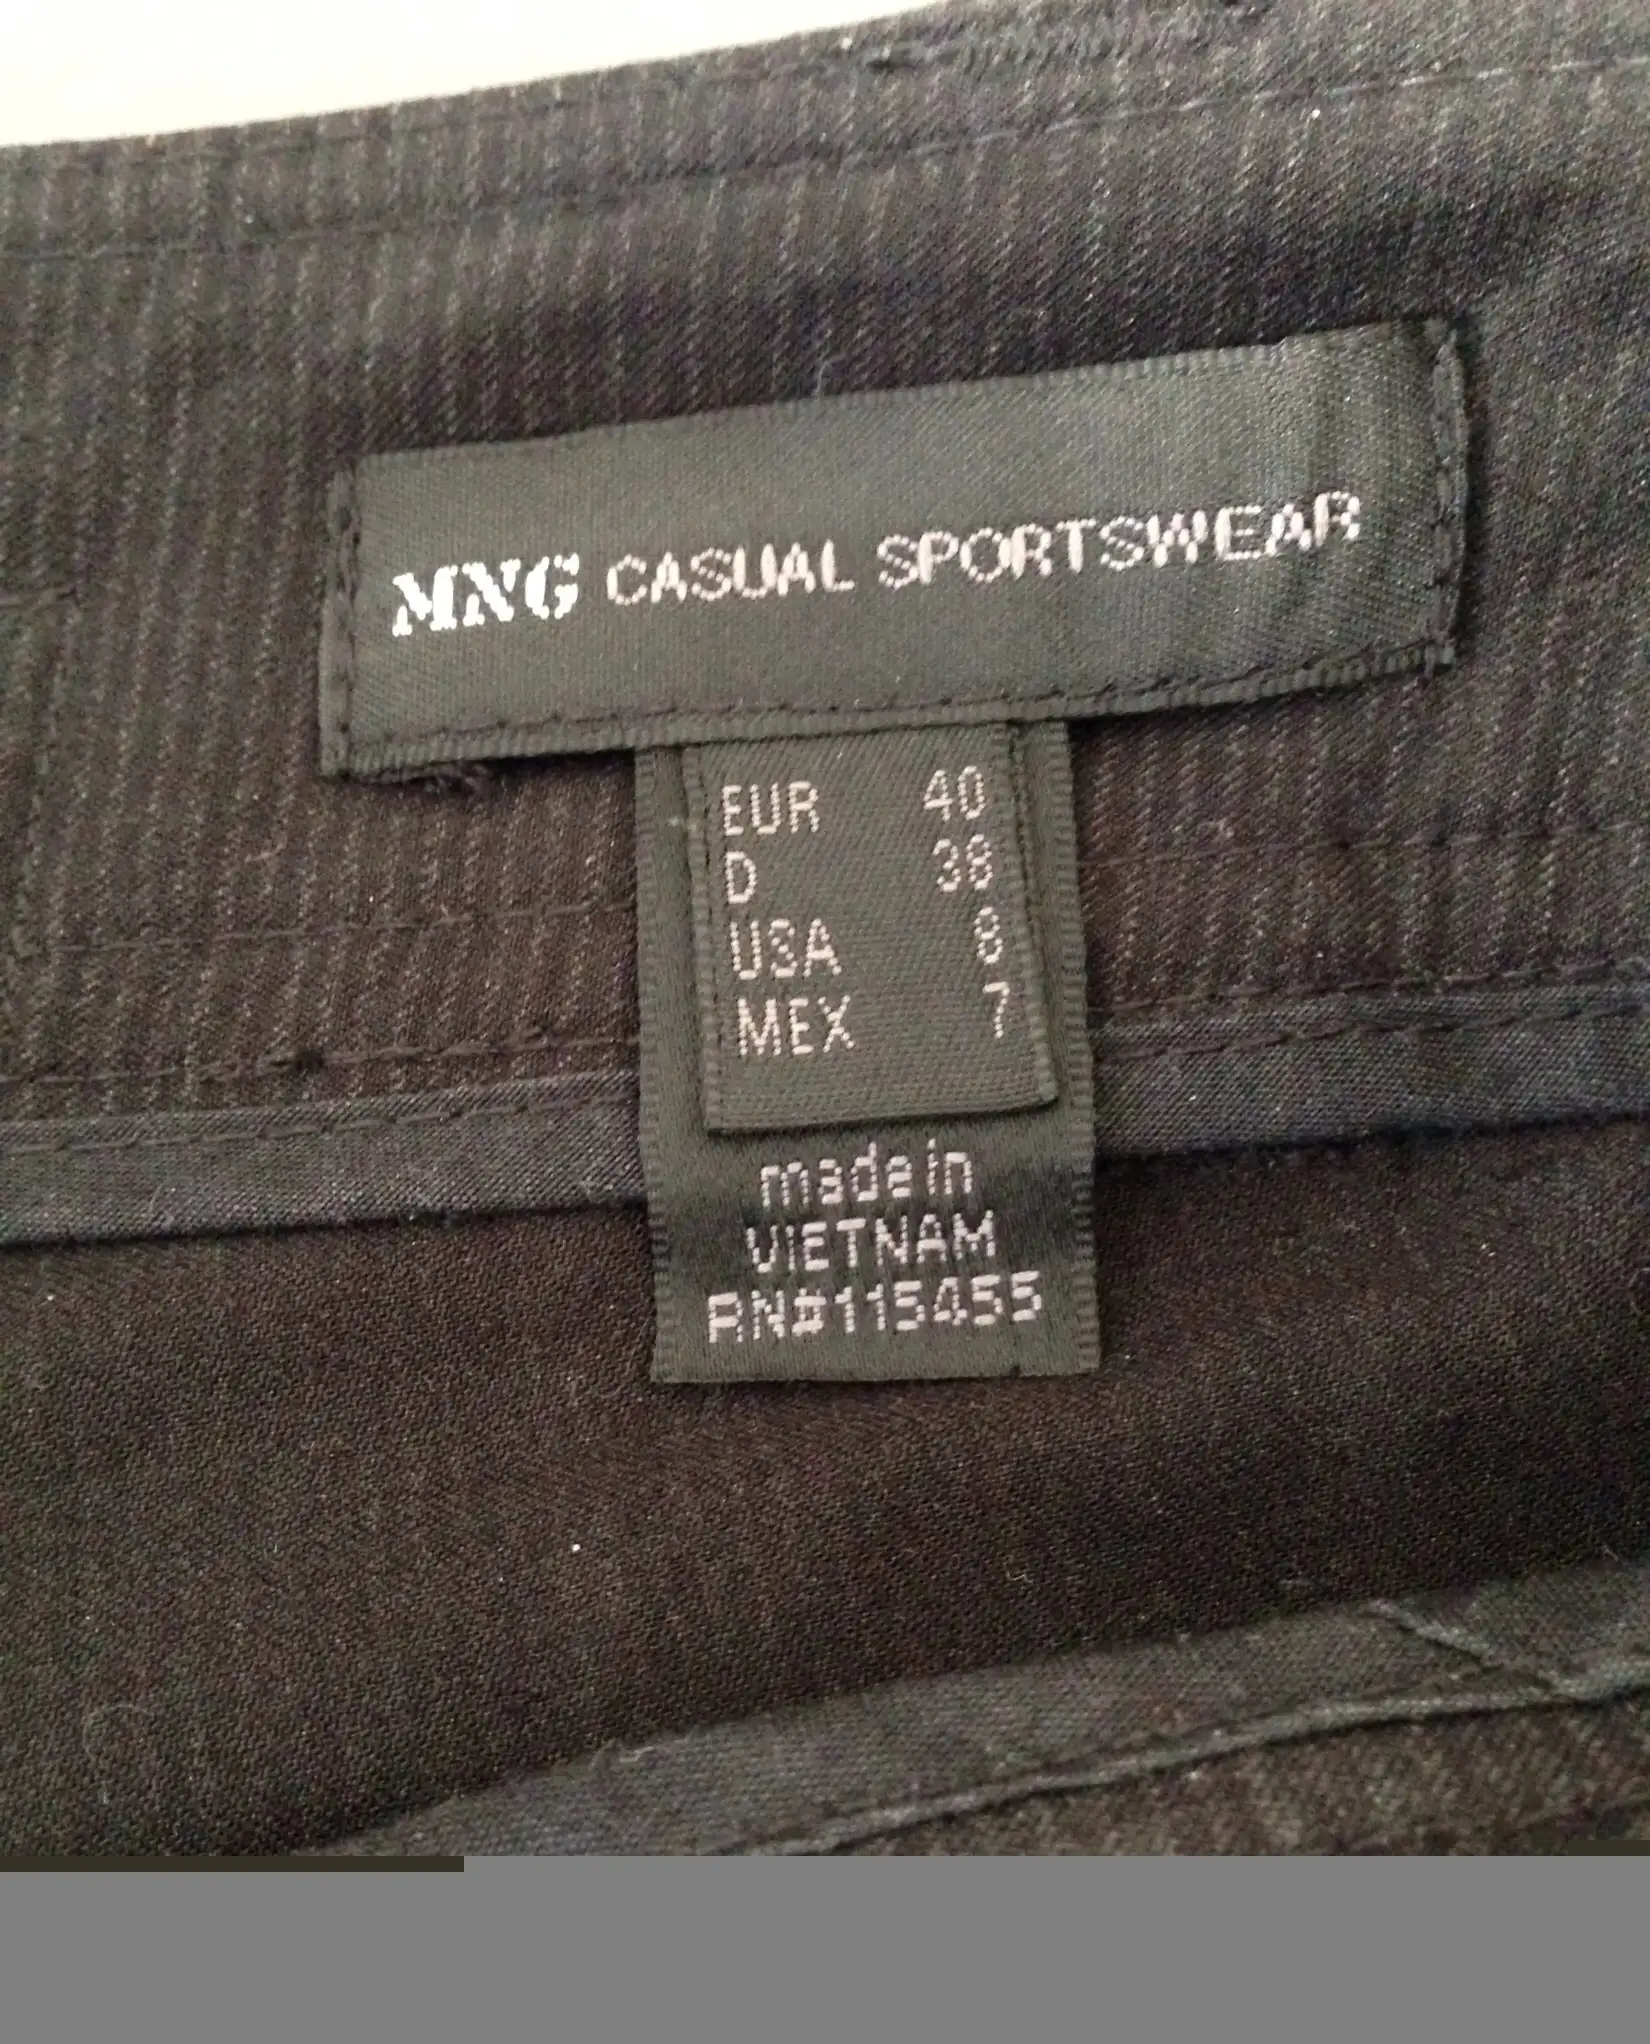 MNG CASUAL SPORTSWEAR
EUR 40
D 38
USA 8
MEX 7
made in
VIETNAM
RN#115455